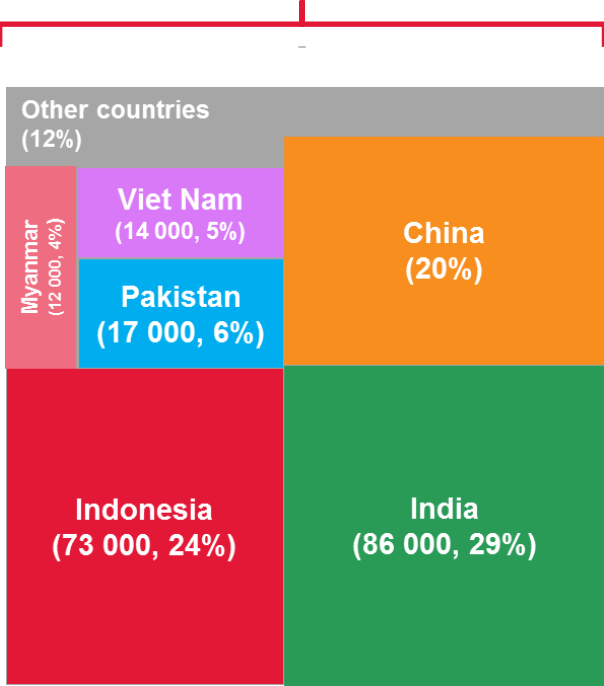 Other countries
(12%)
Viet Nam
(14 000, 5%)
Myanmar
(12 000, 4%)
Pakistan
(17 000, 6%)
China
(20%)
Indonesia
(73 000, 24%)
India
(86 000, 29%)